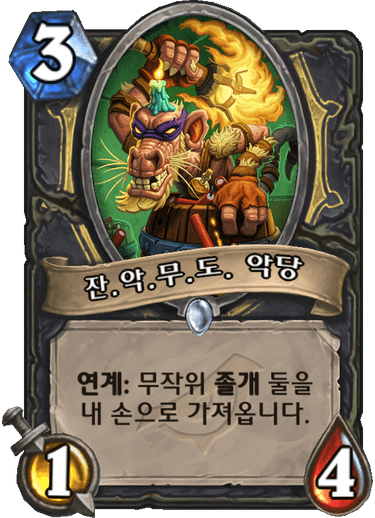 3
잔.악.무.도. 악당
연계: 무작위 졸개 둘을
내 손으로 가져옵니다.
1
4